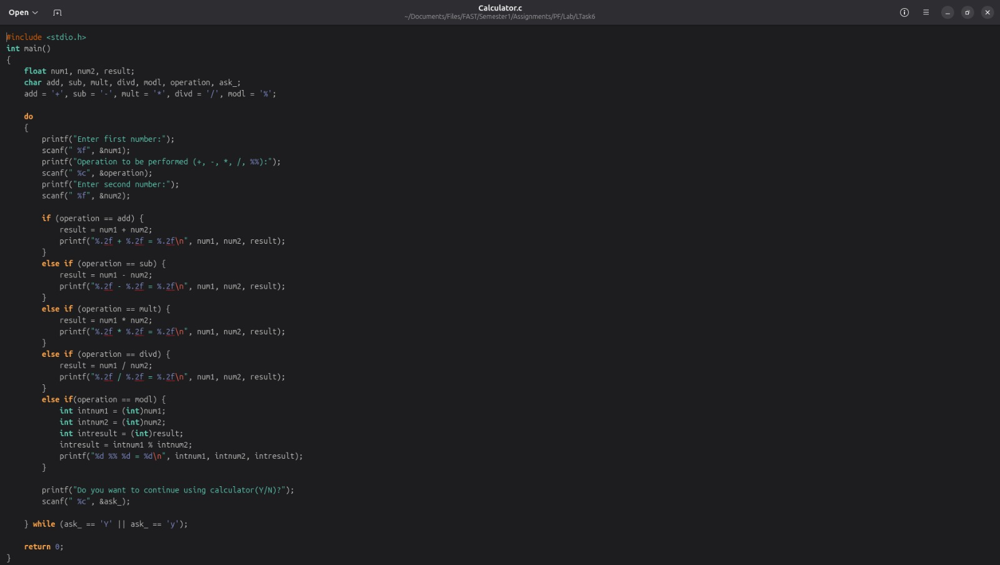 Open
Calculator.c
~/Documents/Files/FAST/Semester1/Assignments/PF/Lab/LTask6
#include <stdio.h>
int main()
{
    float num1, num2, result;
    char add, sub, mult, divd, modl, operation, ask_;
    add = '+', sub = '-', mult = '*', divd = '/', modl = '%';

    do
    {
        printf("Enter first number:");
        scanf(" %f", &num1);
        printf("Operation to be performed (+, -, *, /, %%):");
        scanf(" %c", &operation);
        printf("Enter second number:");
        scanf(" %f", &num2);

        if (operation == add) {
            result = num1 + num2;
            printf("%.2f + %.2f = %.2f\n", num1, num2, result);
        }
        else if (operation == sub) {
            result = num1 - num2;
            printf("%.2f - %.2f = %.2f\n", num1, num2, result);
        }
        else if (operation == mult) {
            result = num1 * num2;
            printf("%.2f * %.2f = %.2f\n", num1, num2, result);
        }
        else if (operation == divd) {
            result = num1 / num2;
            printf("%.2f / %.2f = %.2f\n", num1, num2, result);
        }
        else if(operation == modl) {
            int intnum1 = (int)num1;
            int intnum2 = (int)num2;
            int intresult = (int)result;
            intresult = intnum1 % intnum2;
            printf("%d %% %d = %d\n", intnum1, intnum2, intresult);
        }

        printf("Do you want to continue using calculator(Y/N)?");
        scanf(" %c", &ask_);

    } while (ask_ == 'Y' || ask_ == 'y');

    return 0;
}